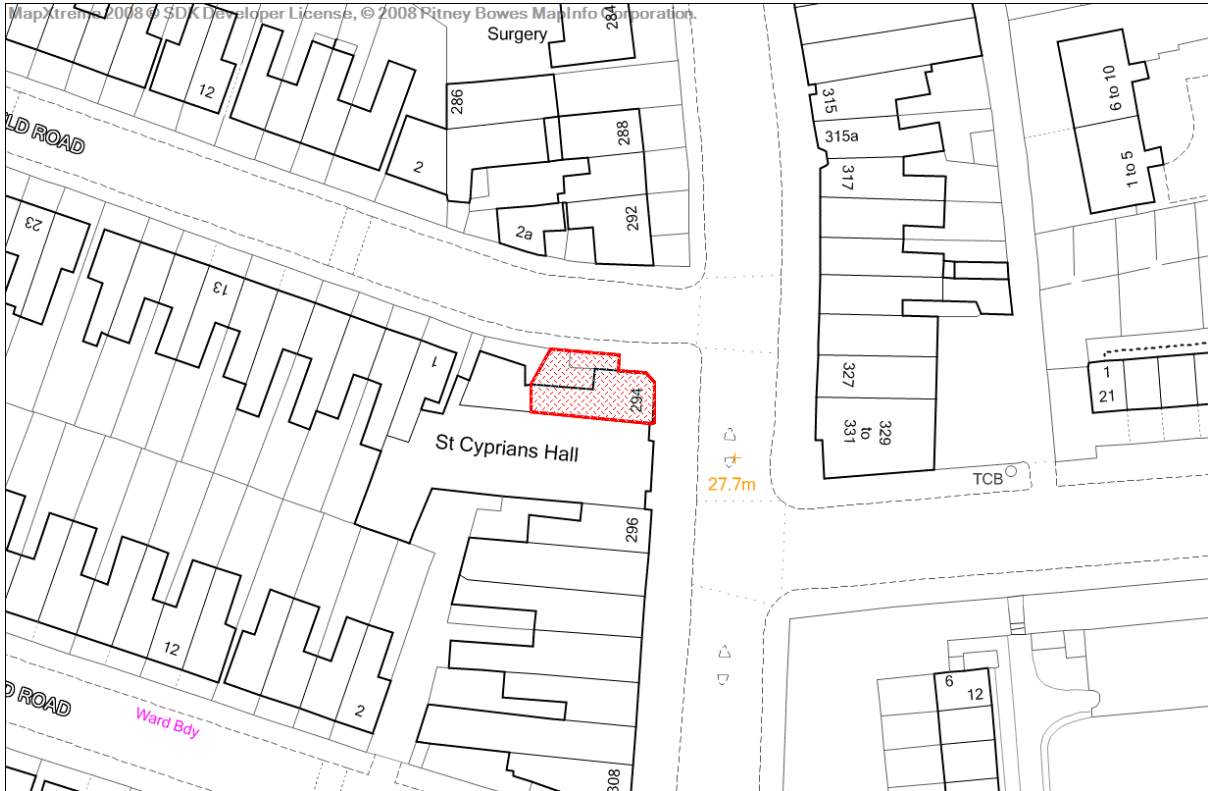 MapXtreme 2008 © SDK Developer License, © 2008 Pitney Bowes MapInfo Corporation.
284
Surgery
286
288
292
2a
2
12
LD ROAD
315
315a
317
6 to 10
1 to 5
23
13
1
294
St Cyprians Hall
27.7m
327
329
to
331
1
21
TCB
296
12
2
D ROAD
Ward Bdy
308
6
12